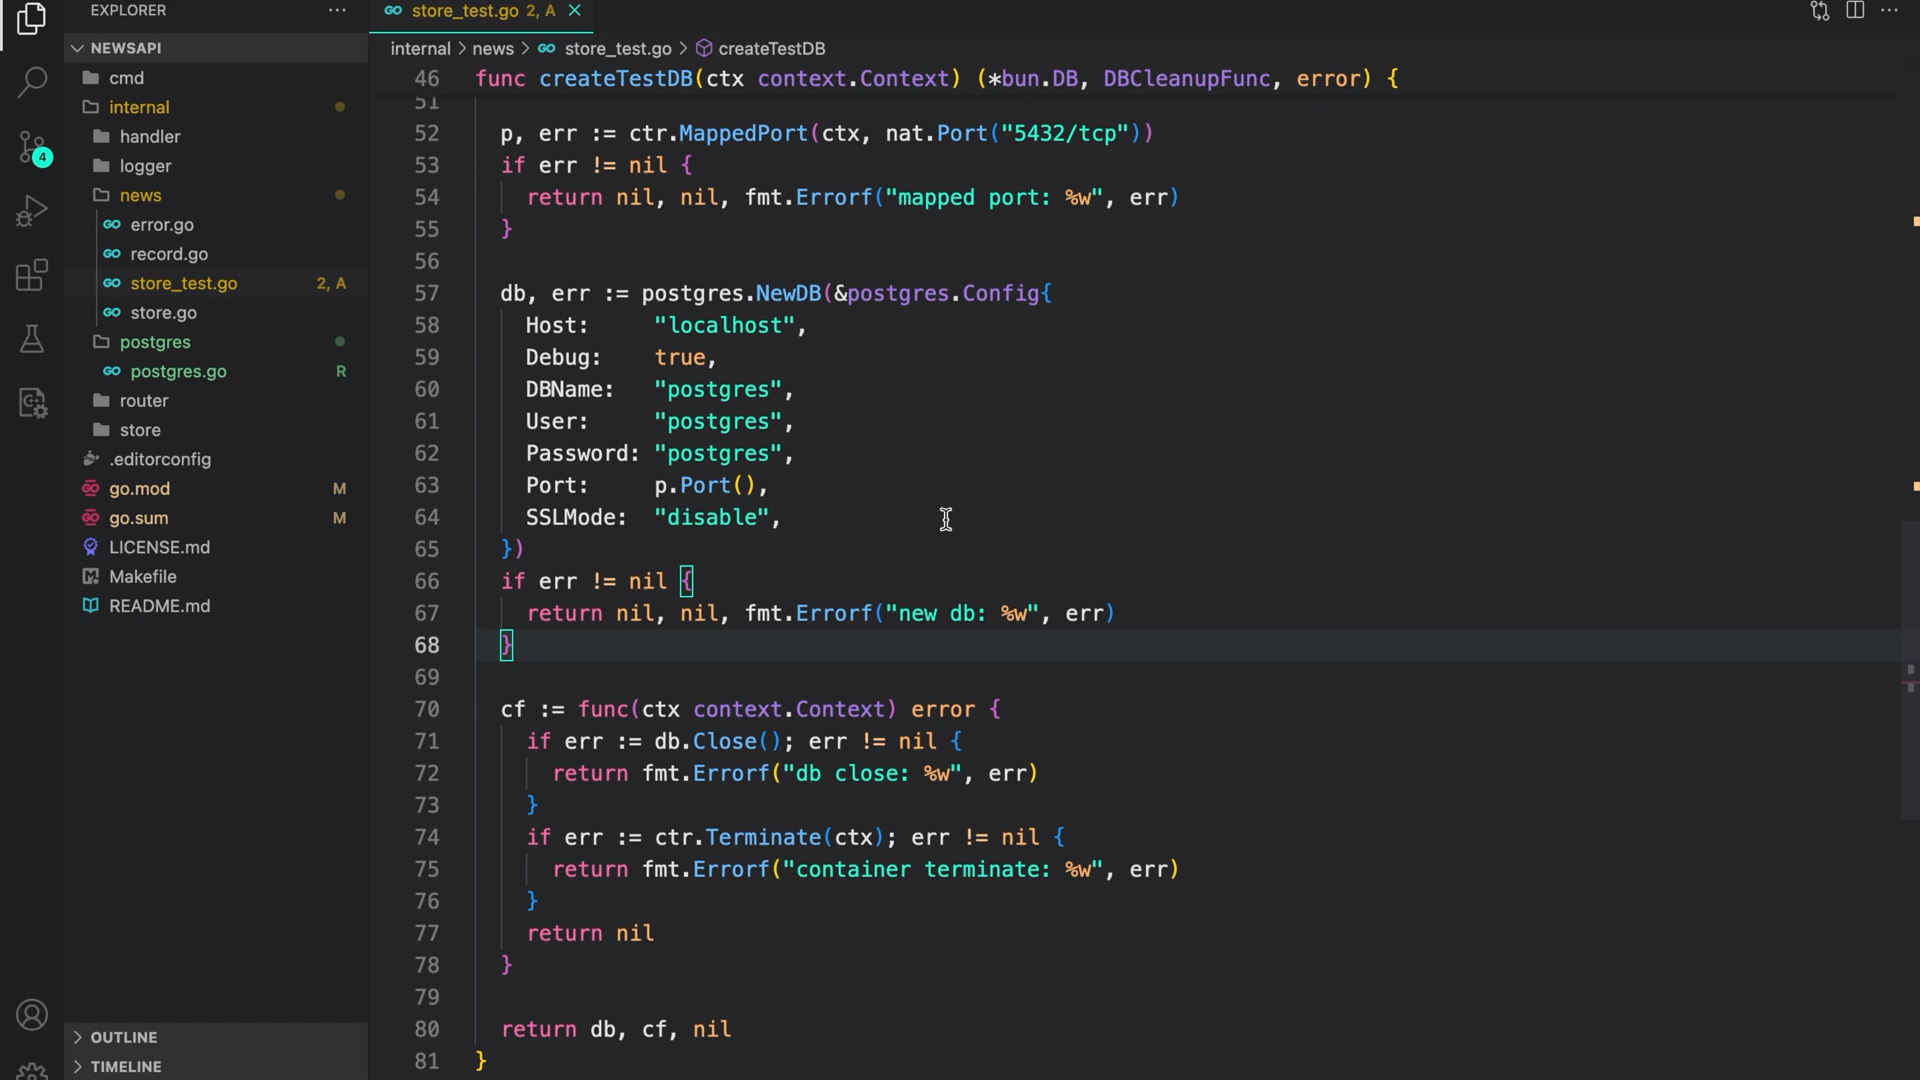 EXPLORER
NEWSAPI
cmd
internal
handler
logger
news
error.go
record.go
store_test.go 2, A
store.go
postgres
postgres.go R
router
store
.editorconfig
go.mod M
go.sum M
LICENSE.md
Makefile
README.md
OUTLINE
TIMELINE
4
store_test.go 2, A
internal > news > store_test.go > createTestDB
46 func createTestDB(ctx context.Context) (*bun.DB, DBCleanupFunc, error) {
51
52 p, err := ctr.MappedPort(ctx, nat.Port("5432/tcp"))
53 if err != nil {
54 return nil, nil, fmt.Errorf("mapped port: %w", err)
55 }
56
57 db, err := postgres.NewDB(&postgres.Config{
58 Host: "localhost",
59 Debug: true,
60 DBName: "postgres",
61 User: "postgres",
62 Password: "postgres",
63 Port: p.Port(),
64 SSLMode: "disable",
65 })
66 if err != nil {
67 return nil, nil, fmt.Errorf("new db: %w", err)
68 }
69
70 cf := func(ctx context.Context) error {
71 if err := db.Close(); err != nil {
72 return fmt.Errorf("db close: %w", err)
73 }
74 if err := ctr.Terminate(ctx); err != nil {
75 return fmt.Errorf("container terminate: %w", err)
76 }
77 return nil
78 }
79
80 return db, cf, nil
81 }